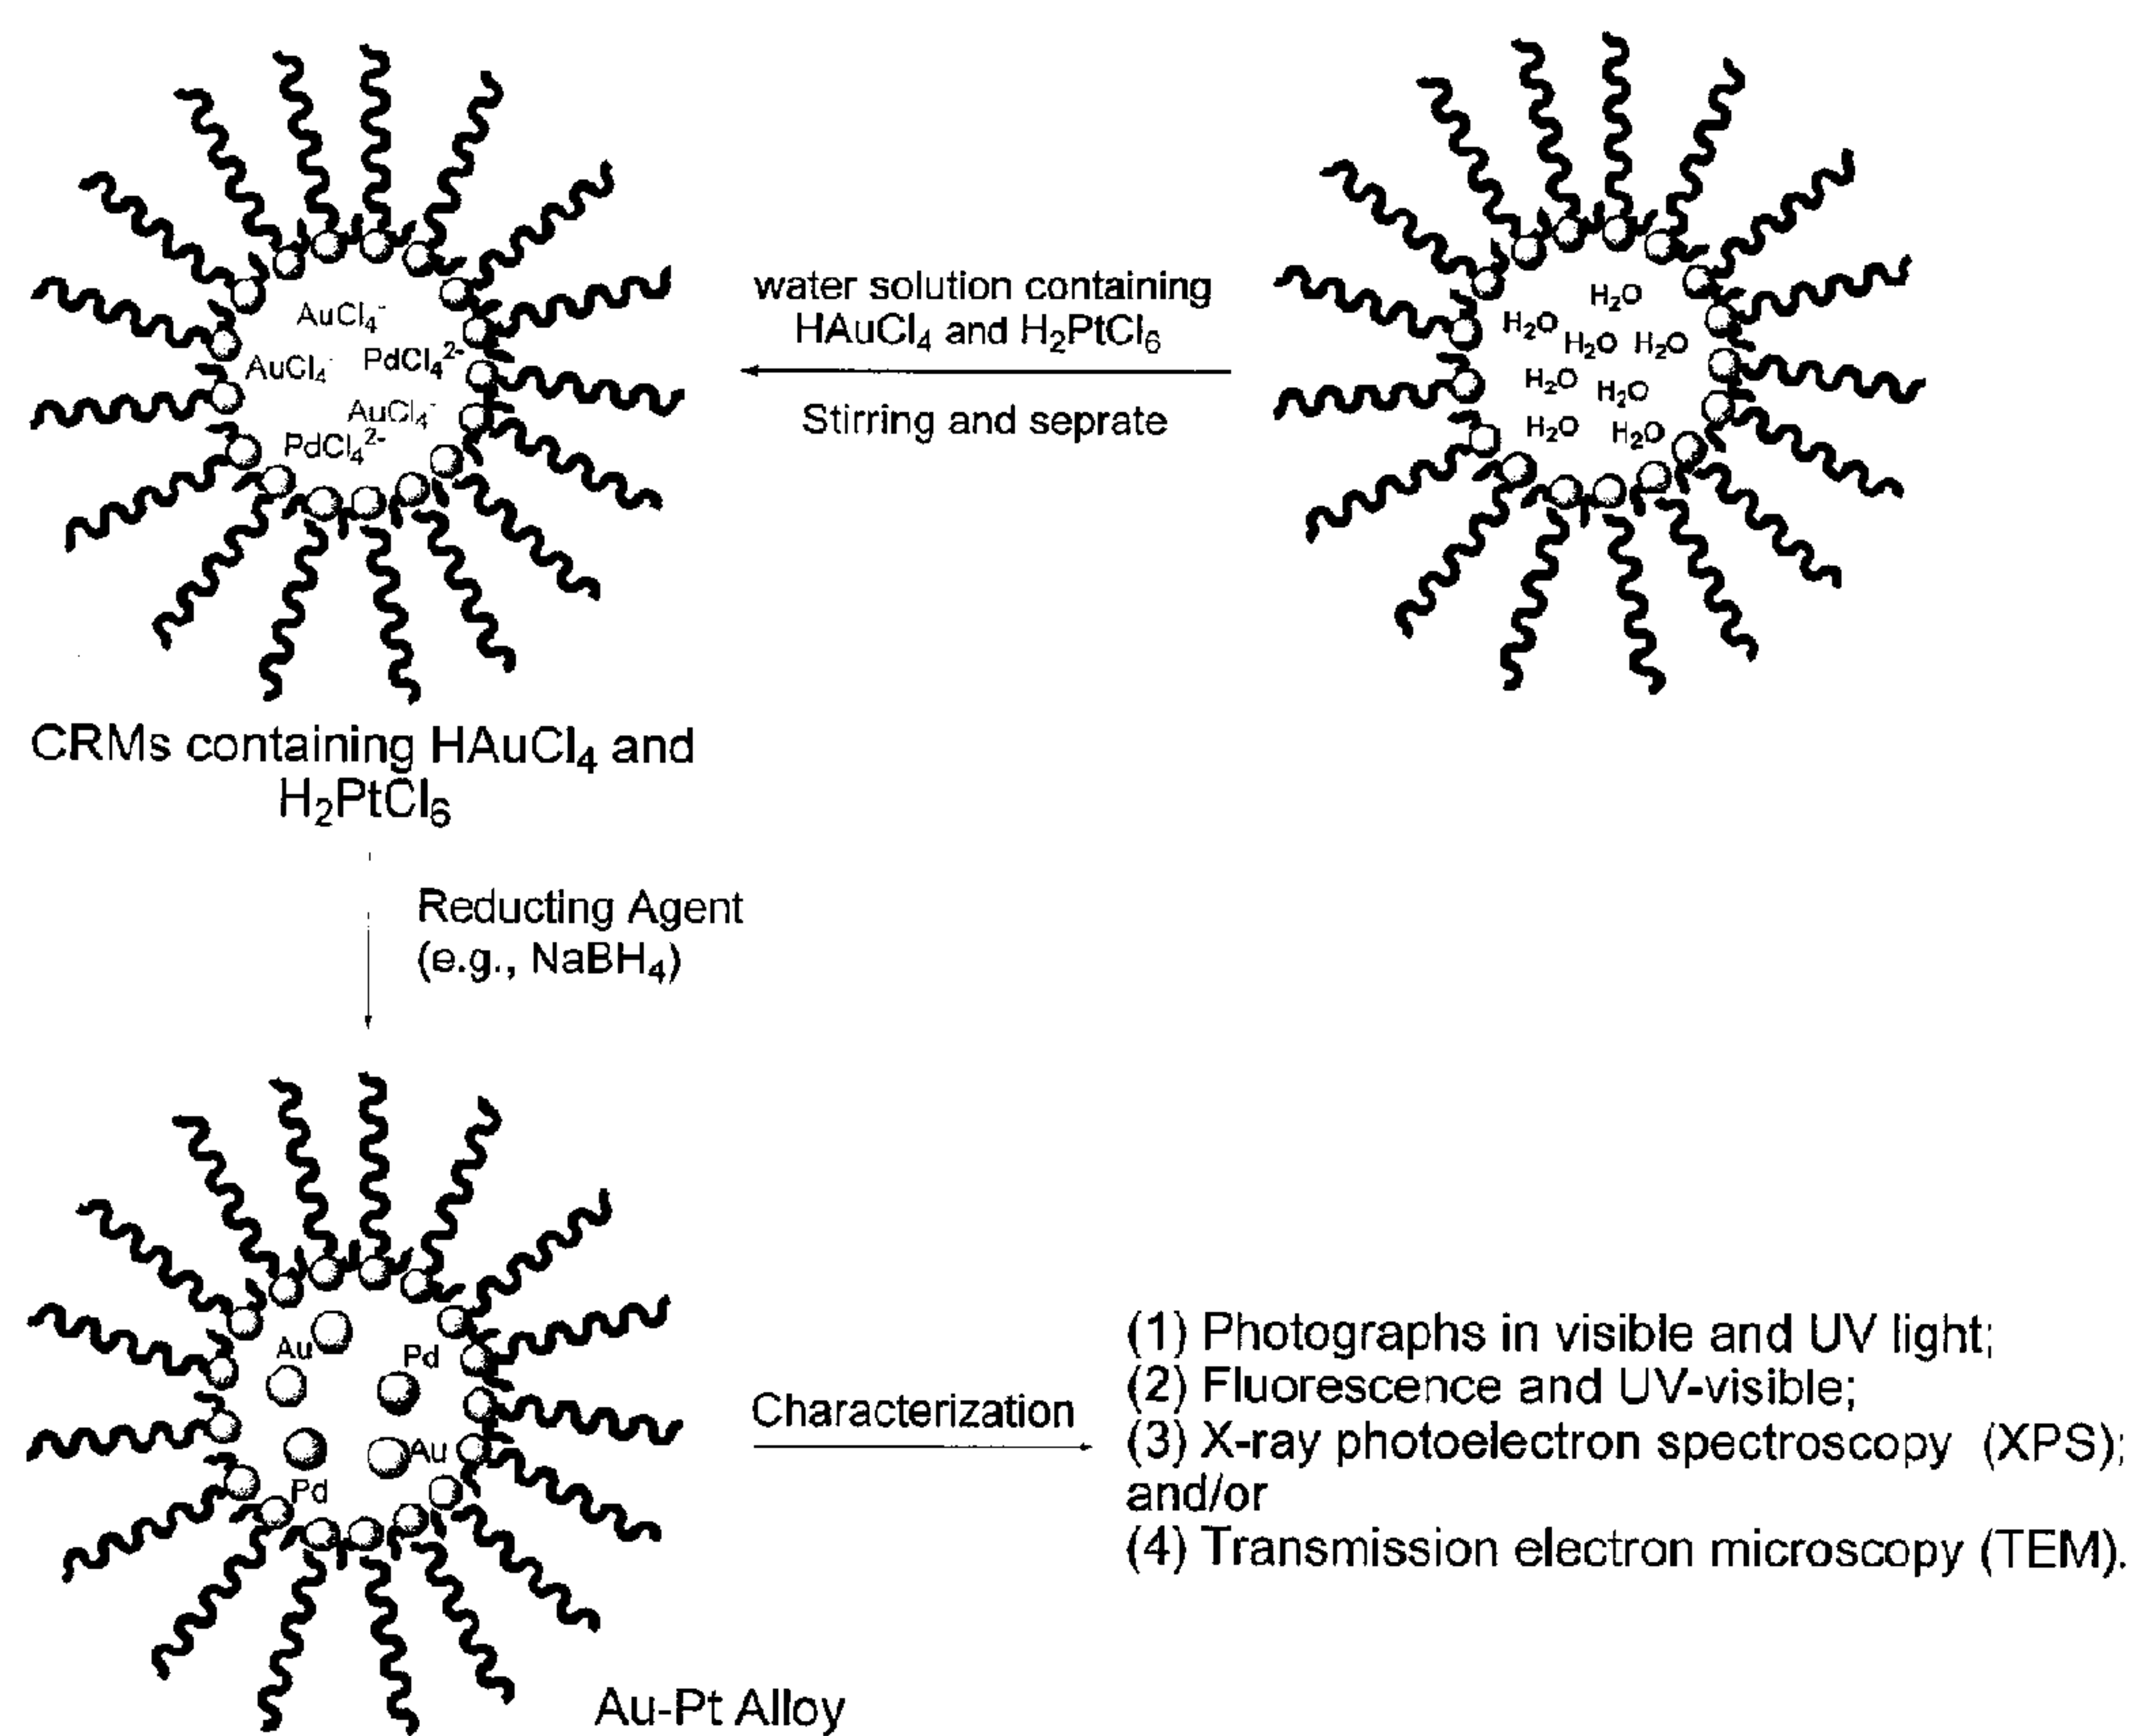 AuCl₄⁻
AuCl₄⁻ PdCl₄²⁻
AuCl₄⁻
PdCl₄²⁻
water solution containing
HAuCl₄ and H₂PtCl₆
Stirring and seprate
H₂O
H₂O
H₂O H₂O
H₂O H₂O
H₂O H₂O
CRMs containing HAuCl₄ and
H₂PtCl₆
Reducting Agent
(e.g., NaBH₄)
Au Pd
Au
Pd
Au-Pt Alloy
Characterization
(1) Photographs in visible and UV light;
(2) Fluorescence and UV-visible;
(3) X-ray photoelectron spectroscopy (XPS);
and/or
(4) Transmission electron microscopy (TEM).